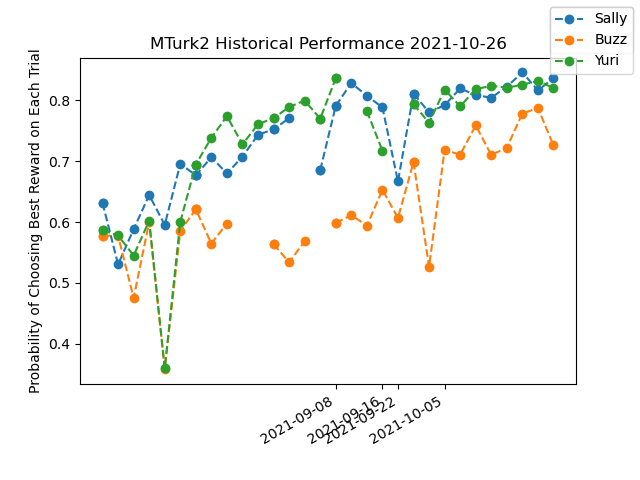 MTurk2 Historical Performance 2021-10-26
Sally
Buzz
Yuri
Probability of Choosing Best Reward on Each Trial
0.8
0.7
0.6
0.5
0.4
2021-09-08
2021-09-16
2021-09-22
2021-10-05